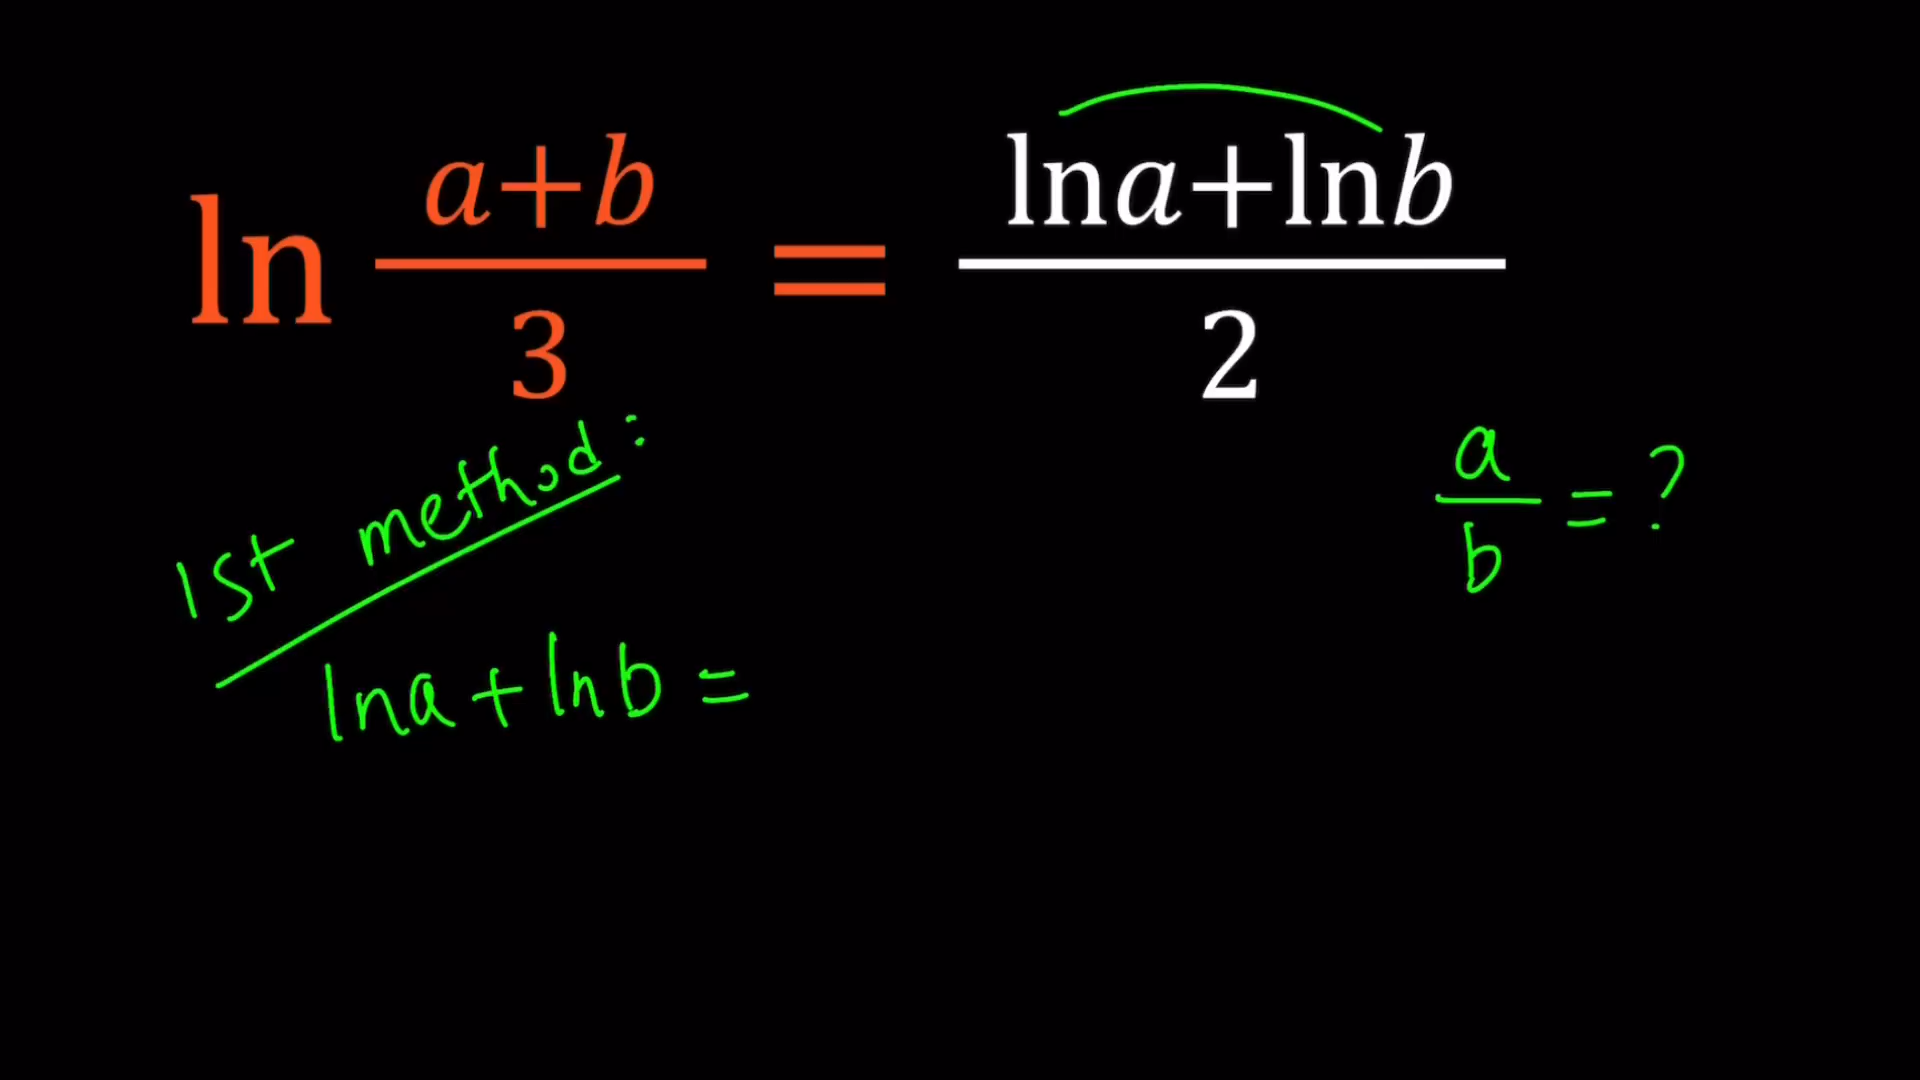 ln (a+b)/3 = (lna+lnb)/2
a/b = ?
1st method:
lna + lnb =